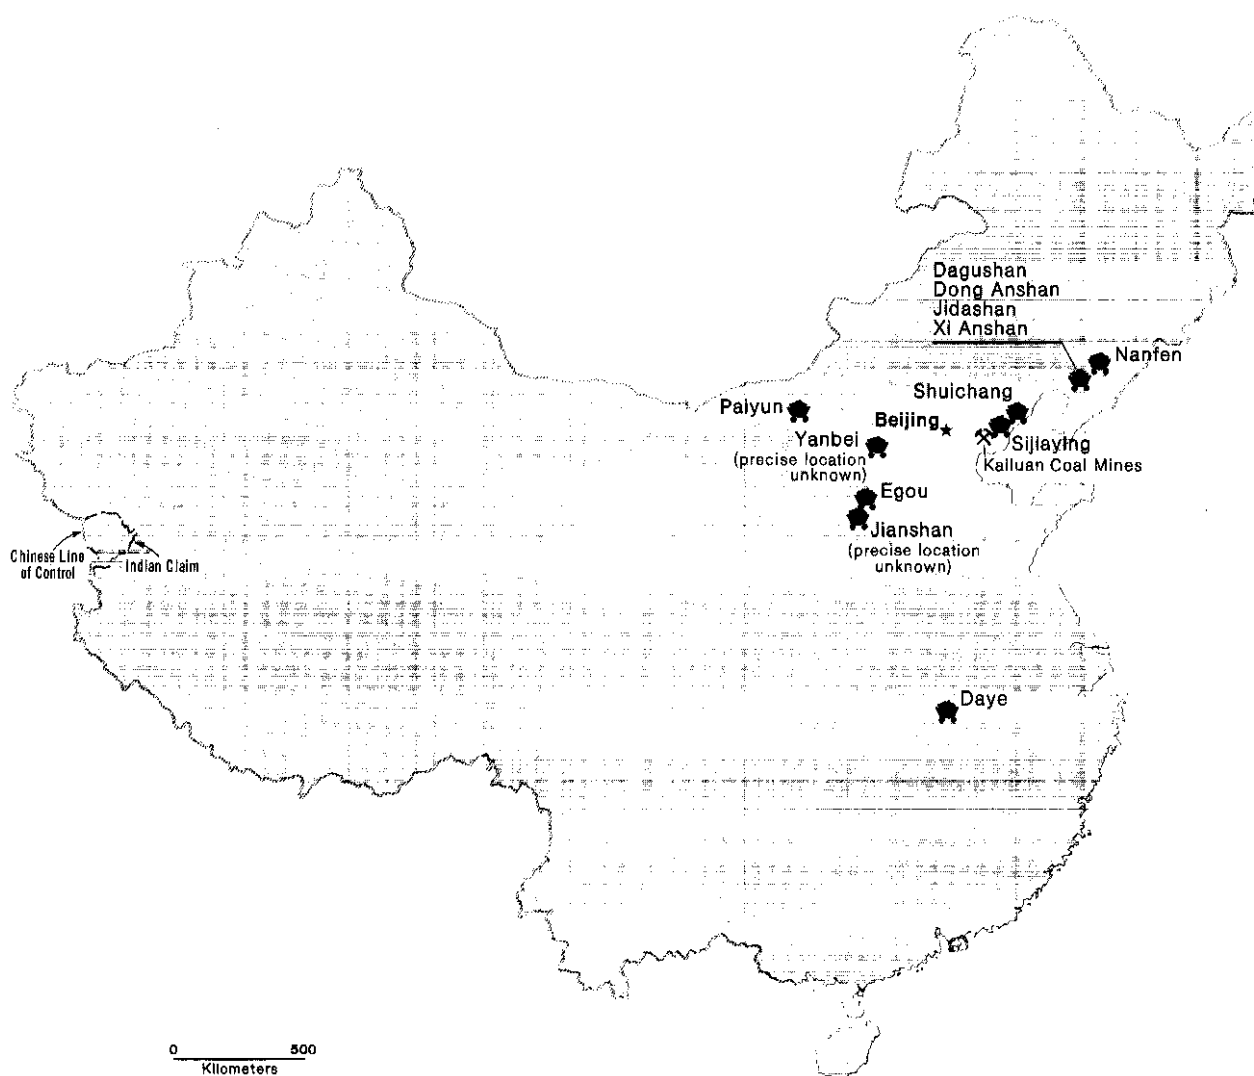 Dagushan
Dong Anshan
Jidashan
Xi Anshan
Nanfen
Shuichang
Paiyun
Beijing
Yanbei
(precise location
unknown)
Sijiaying
Kailuan Coal Mines
Egou
Jianshan
(precise location
unknown)
Chinese Line
of Control
Indian Claim
Daye
0 500
Kilometers